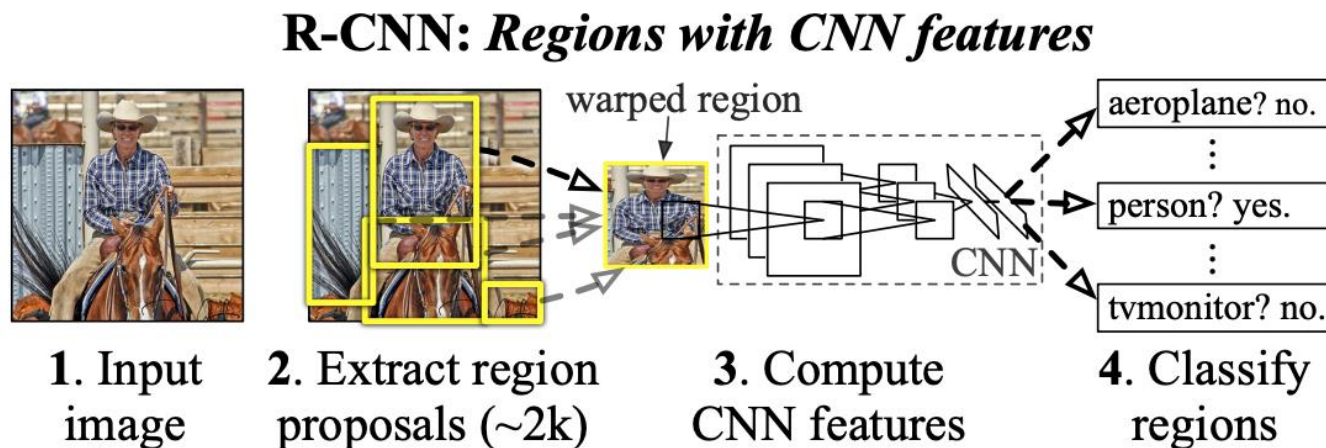 R-CNN: Regions with CNN features
warped region
aeroplane? no.
⋮
person? yes.
⋮
tvmonitor? no.
CNN
1. Input
image
2. Extract region
proposals (~2k)
3. Compute
CNN features
4. Classify
regions